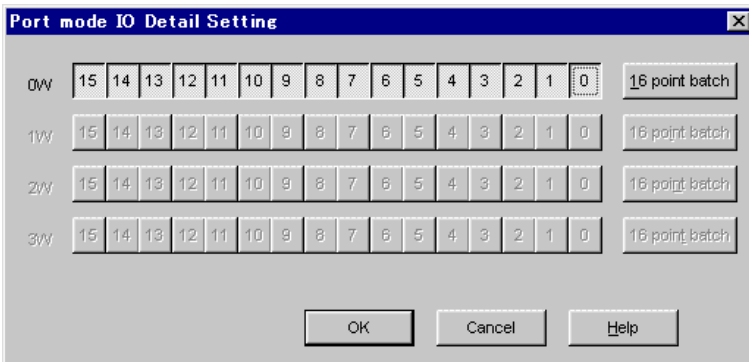 Port mode IO Detail Setting
0W 15 14 13 12 11 10 9 8 7 6 5 4 3 2 1 0 16 point batch
1W 15 14 13 12 11 10 9 8 7 6 5 4 3 2 1 0 16 point batch
2W 15 14 13 12 11 10 9 8 7 6 5 4 3 2 1 0 16 point batch
3W 15 14 13 12 11 10 9 8 7 6 5 4 3 2 1 0 16 point batch
OK Cancel Help